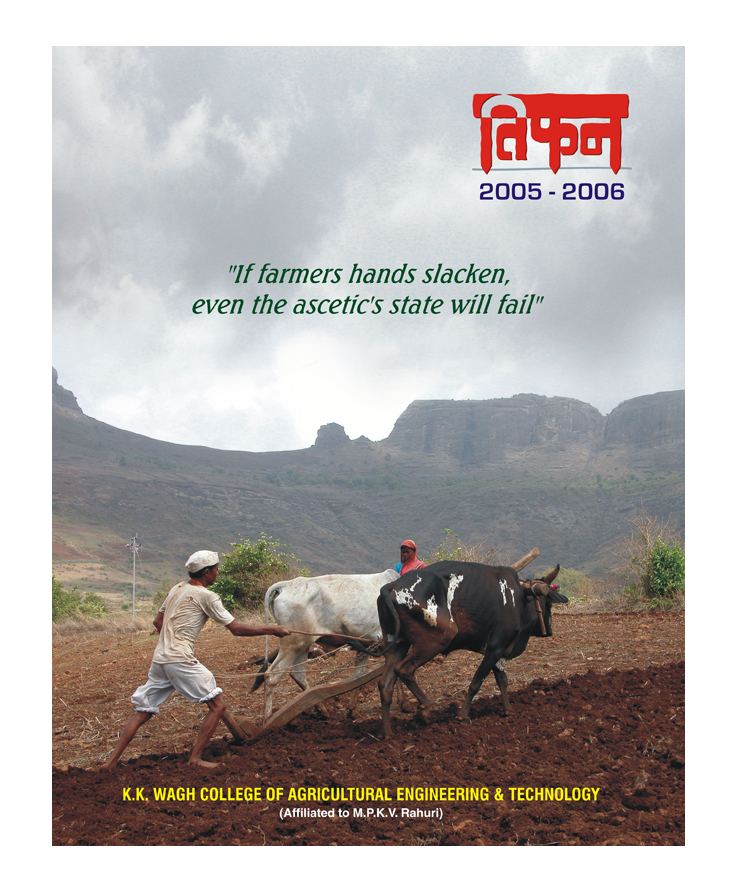 तिफन
2005 - 2006
"If farmers hands slacken,
even the ascetic's state will fail"
K.K. WAGH COLLEGE OF AGRICULTURAL ENGINEERING & TECHNOLOGY
(Affiliated to M.P.K.V. Rahuri)